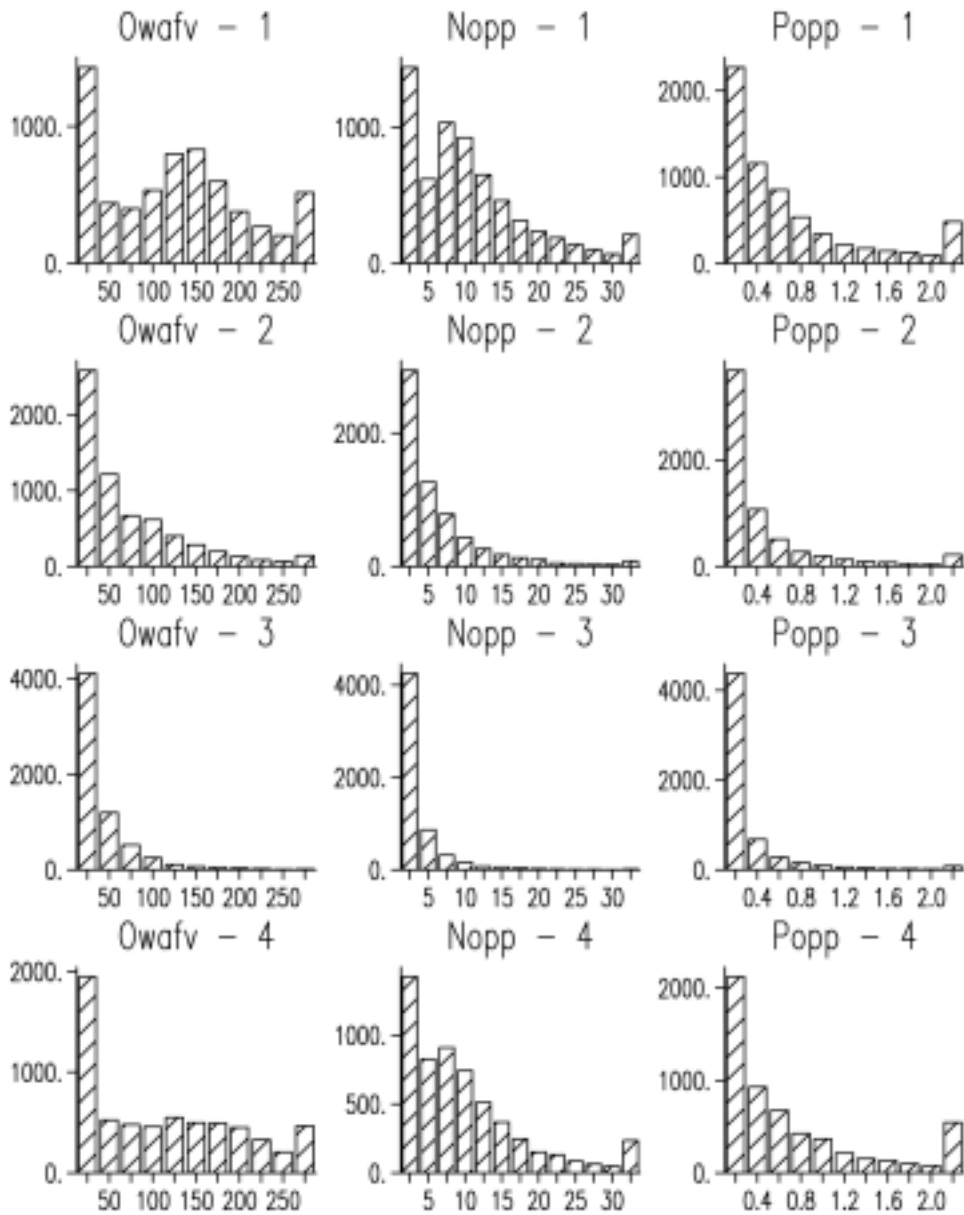 Owafv - 1 Nopp - 1 Popp - 1
1000. 1000. 2000.
1000.
0. 0. 0.
50 100 150 200 250 5 10 15 20 25 30 0.4 0.8 1.2 1.6 2.0
Owafv - 2 Nopp - 2 Popp - 2
2000. 2000. 2000.
1000.
0. 0. 0.
50 100 150 200 250 5 10 15 20 25 30 0.4 0.8 1.2 1.6 2.0
Owafv - 3 Nopp - 3 Popp - 3
4000. 4000. 4000.
2000. 2000. 2000.
0. 0. 0.
50 100 150 200 250 5 10 15 20 25 30 0.4 0.8 1.2 1.6 2.0
Owafv - 4 Nopp - 4 Popp - 4
2000. 1000. 2000.
1000. 500. 1000.
0. 0. 0.
50 100 150 200 250 5 10 15 20 25 30 0.4 0.8 1.2 1.6 2.0